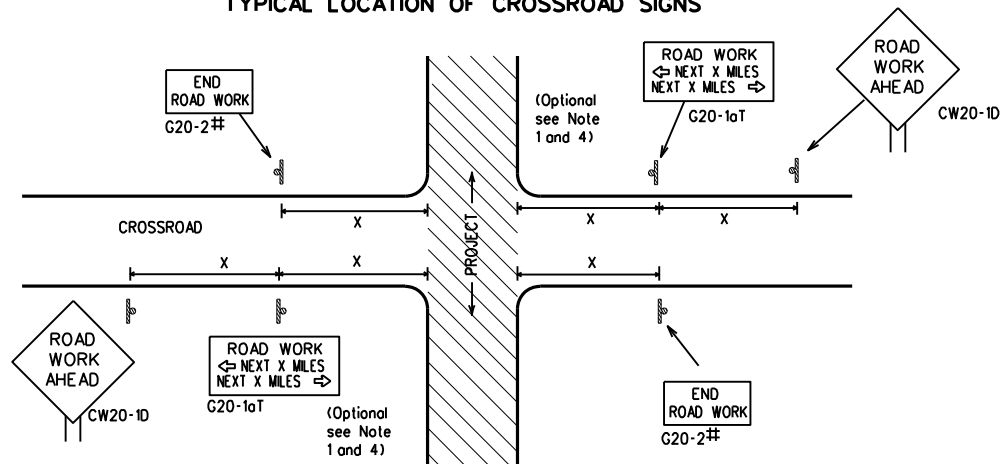 TYPICAL LOCATION OF CROSSROAD SIGNS
END
ROAD WORK
G20-2#
(Optional
see Note
1 and 4)
ROAD WORK
⇦ NEXT X MILES
NEXT X MILES ⇨
G20-1aT
ROAD
WORK
AHEAD
CW20-1D
X
X
X
CROSSROAD
PROJECT
X
X
X
ROAD
WORK
AHEAD
CW20-1D
ROAD WORK
⇦ NEXT X MILES
NEXT X MILES ⇨
G20-1aT
(Optional
see Note
1 and 4)
END
ROAD WORK
G20-2#